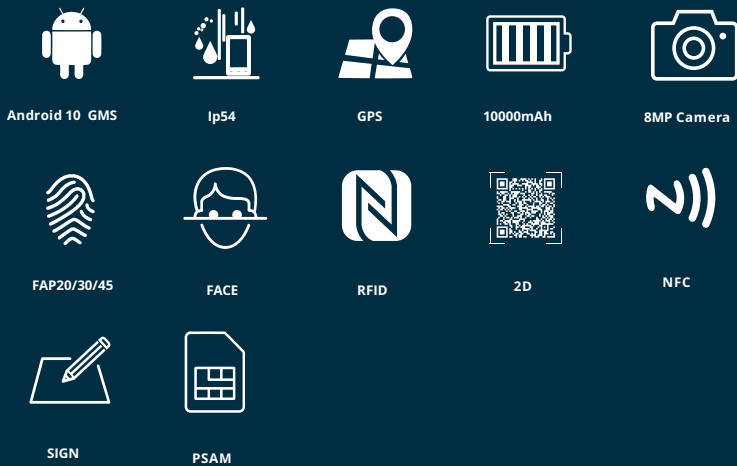 Android 10 GMS
Ip54
GPS
10000mAh
8MP Camera
FAP20/30/45
FACE
RFID
2D
NFC
SIGN
PSAM